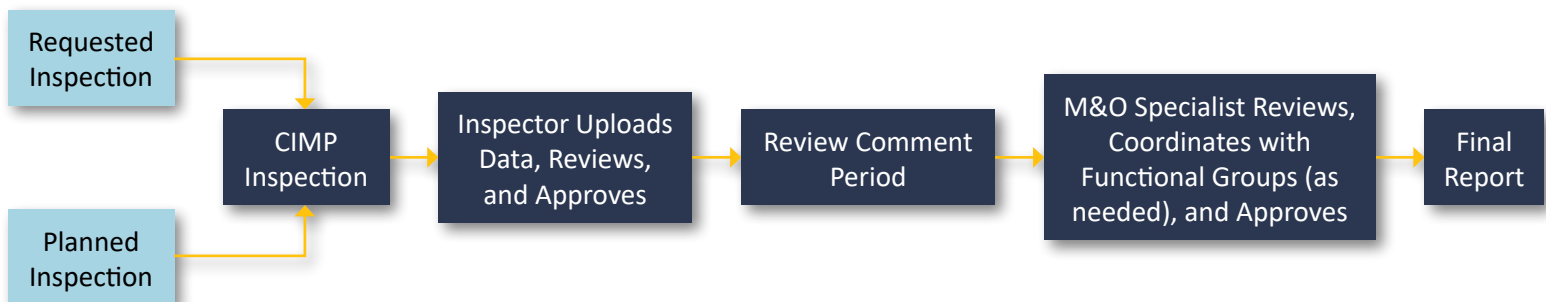 Requested
Inspection
Planned
Inspection
CIMP
Inspection
Inspector Uploads
Data, Reviews,
and Approves
Review Comment
Period
M&O Specialist Reviews,
Coordinates with
Functional Groups (as
needed), and Approves
Final
Report